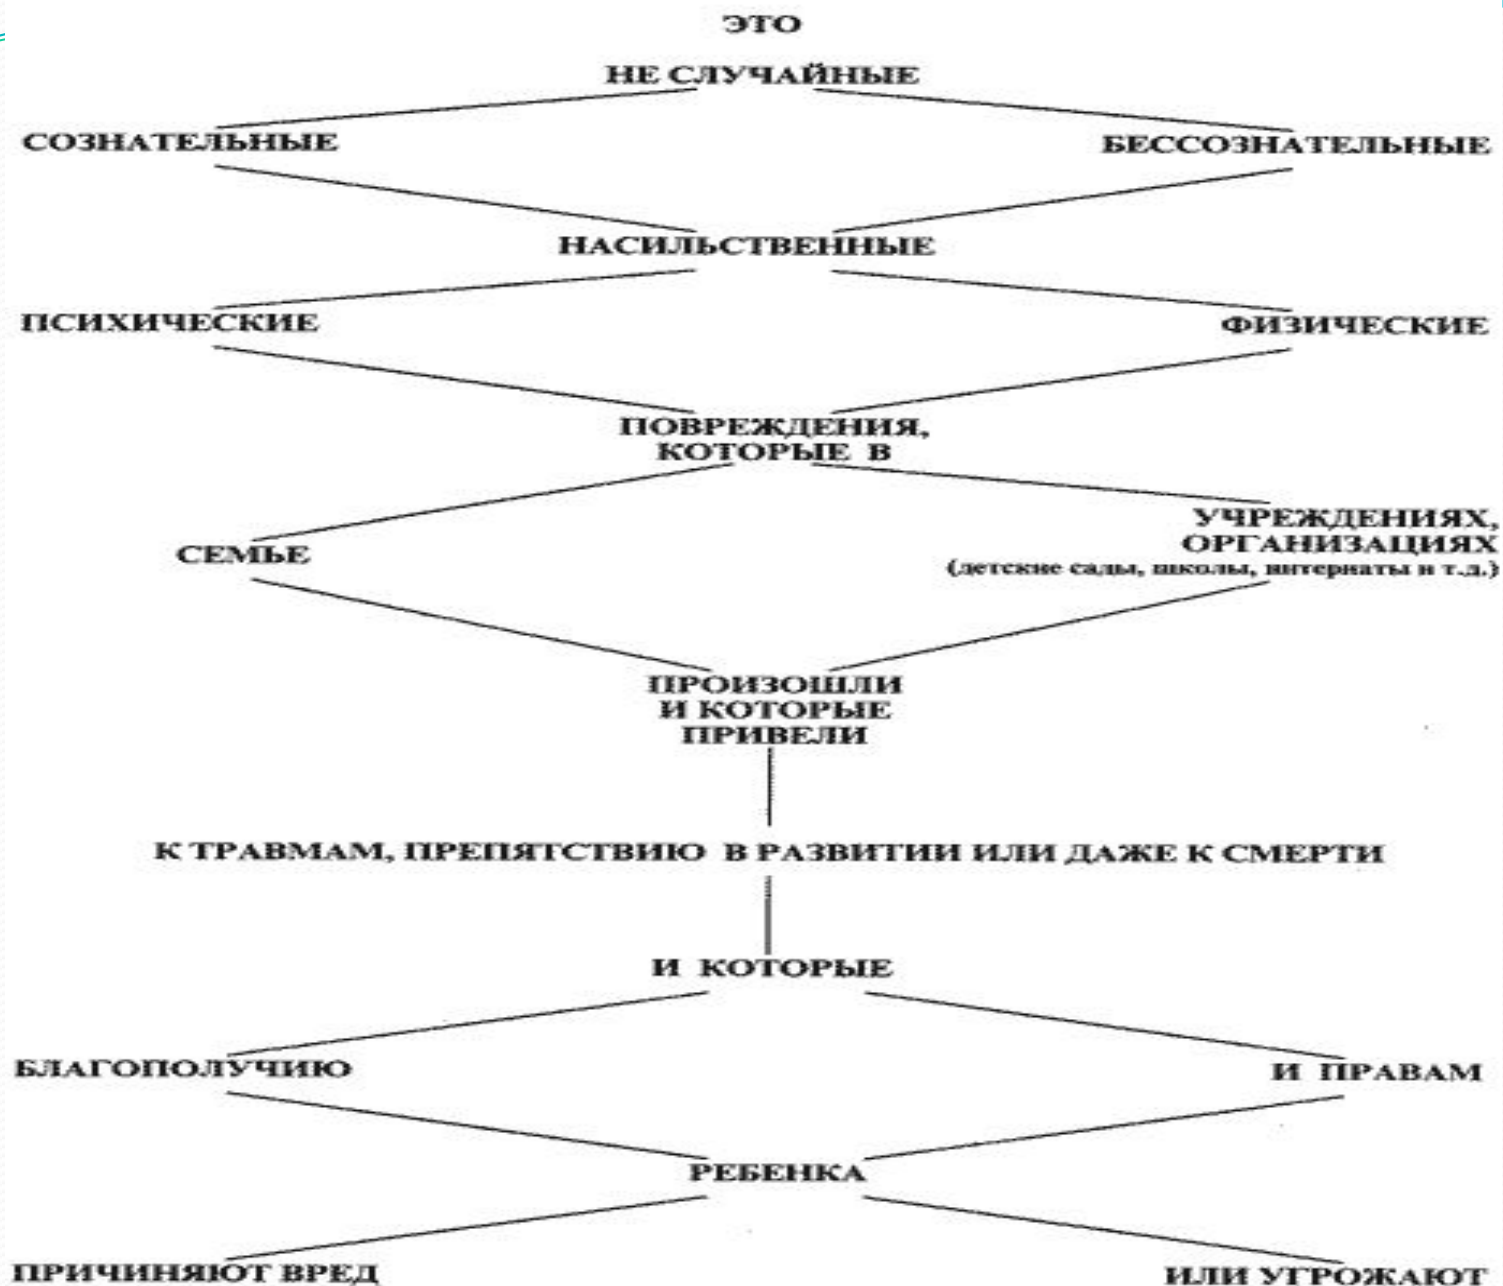 ЭТО
НЕ СЛУЧАЙНЫЕ
СОЗНАТЕЛЬНЫЕ
БЕССОЗНАТЕЛЬНЫЕ
НАСИЛЬСТВЕННЫЕ
ПСИХИЧЕСКИЕ
ФИЗИЧЕСКИЕ
ПОВРЕЖДЕНИЯ,
КОТОРЫЕ В
СЕМЬЕ
УЧРЕЖДЕНИЯХ,
ОРГАНИЗАЦИЯХ
(детские сады, школы, интернаты и т.д.)
ПРОИЗОШЛИ
И КОТОРЫЕ
ПРИВЕЛИ
К ТРАВМАМ, ПРЕПЯТСТВИЮ В РАЗВИТИИ ИЛИ ДАЖЕ К СМЕРТИ
И КОТОРЫЕ
БЛАГОПОЛУЧИЮ
И ПРАВАМ
РЕБЕНКА
ПРИЧИНЯЮТ ВРЕД
ИЛИ УГРОЖАЮТ